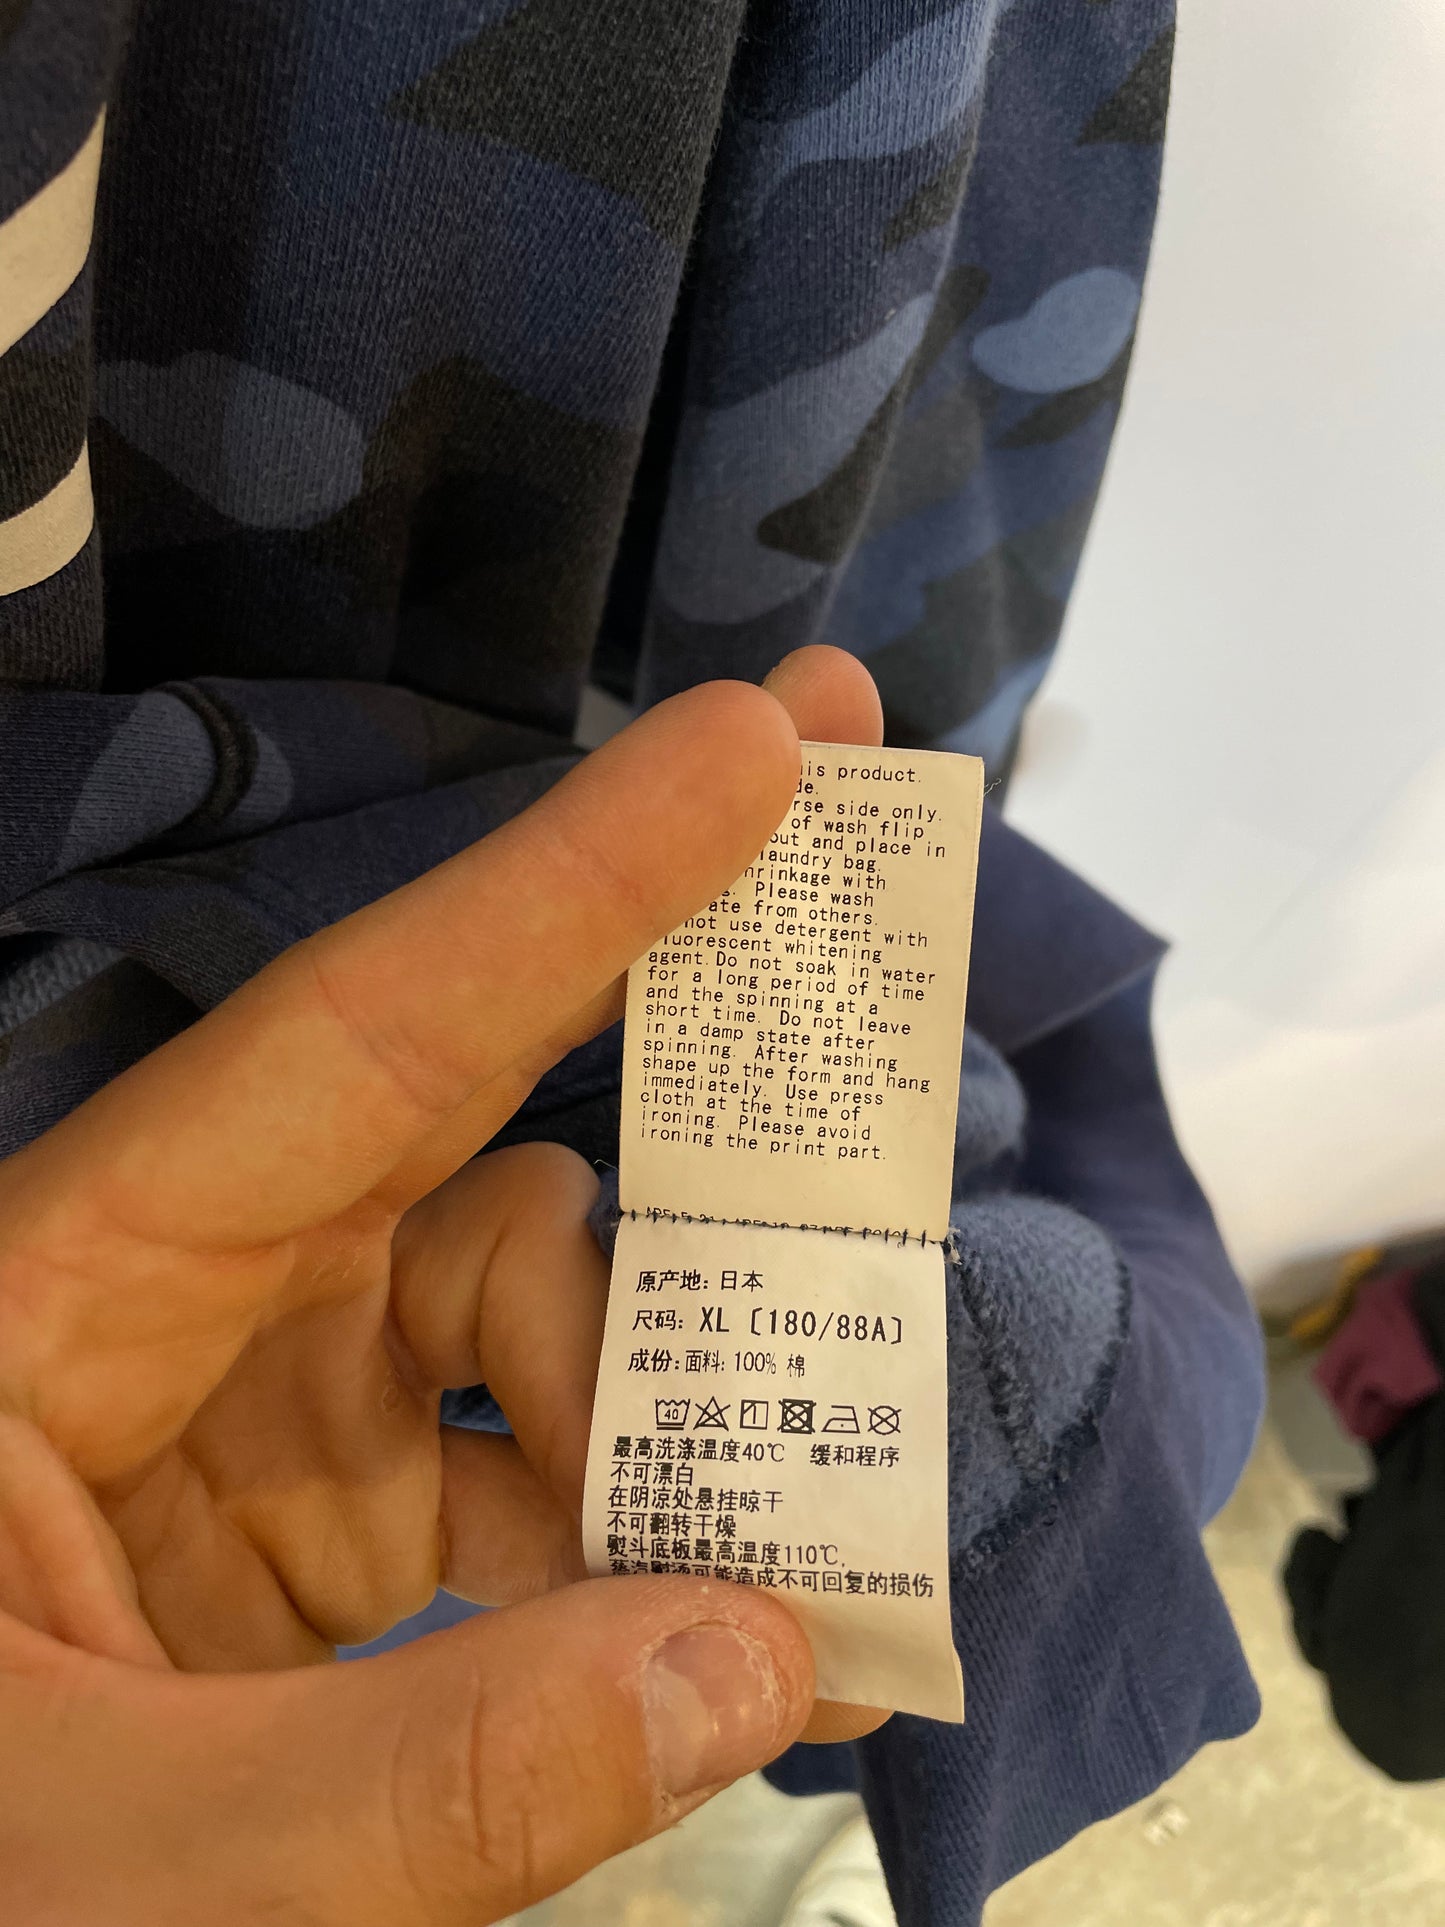 is product.
rse side only.
of wash flip
out and place in
laundry bag.
with
Please wash
from others.
not use detergent with
whitening
agent.Do not soak in water
for a long period of time
and the spinning at a
short time. Do not leave
in a damp state after
spinning. After washing
shape up the form and hang
immediately. Use press
cloth at the time of
ironing. Please avoid
ironing the print part.
原产地: 日本
尺码: XL〔180/88A〕
成份:面料: 100% 棉
40
最高洗涤温度40℃ 缓和程序
不可漂白
在阴凉处悬挂晾干
不可翻转干燥
熨斗底板最高温度110℃,
蒸汽熨烫可能造成不可回复的损伤